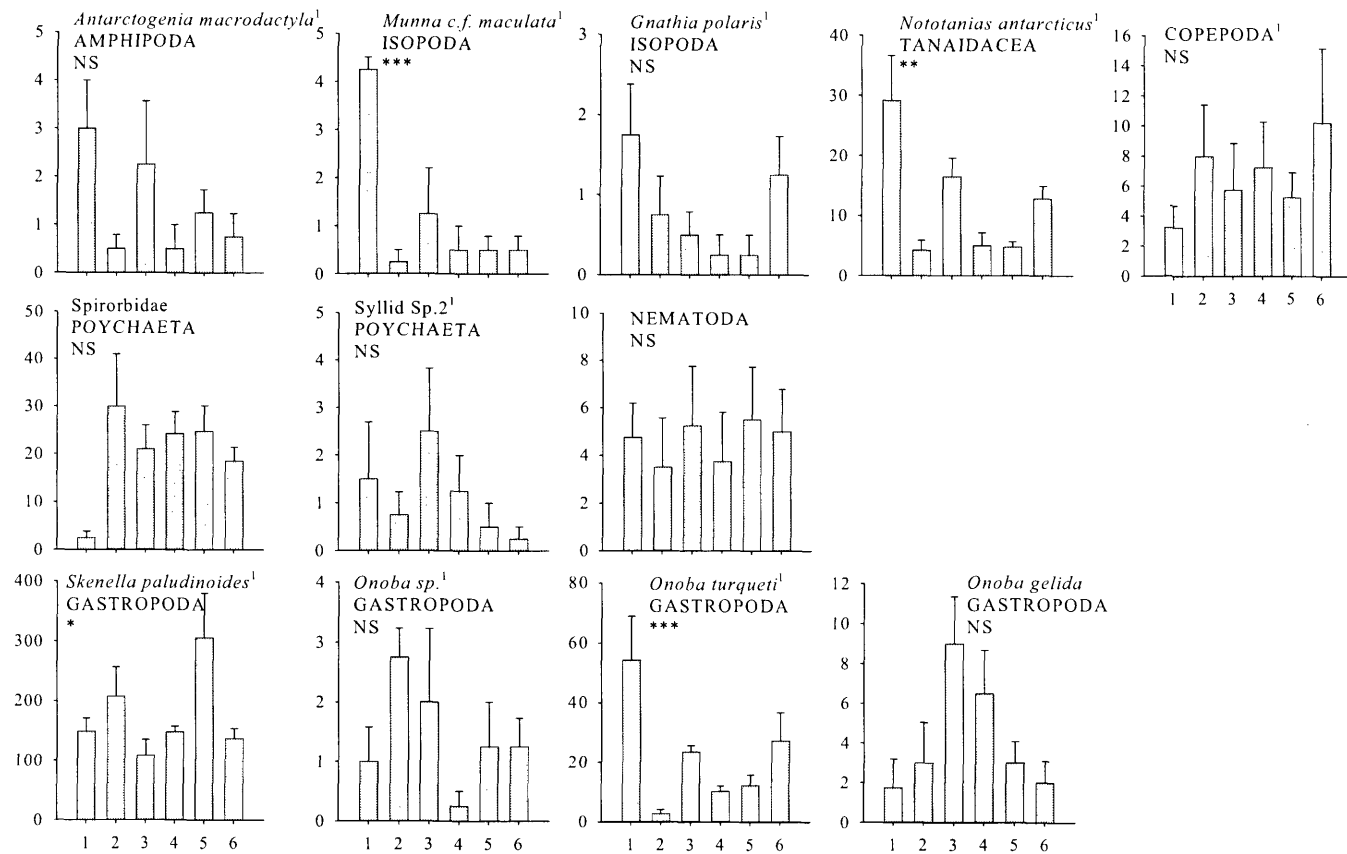 Antarctogenia macrodactyla¹
AMPHIPODA
NS
5
4
3
2
1
0
Munna c.f. maculata¹
ISOPODA
***
5
4
3
2
1
0
Gnathia polaris¹
ISOPODA
NS
3
2
1
0
Nototanias antarcticus¹
TANAIDACEA
**
40
30
20
10
0
COPEPODA¹
NS
16
14
12
10
8
6
4
2
0
1 2 3 4 5 6
Spirorbidae
POYCHAETA
NS
50
40
30
20
10
0
Syllid Sp.2¹
POYCHAETA
NS
5
4
3
2
1
0
NEMATODA
NS
10
8
6
4
2
0
Skenella paludinoides¹
GASTROPODA
*
400
300
200
100
0
1 2 3 4 5 6
Onoba sp.¹
GASTROPODA
NS
4
3
2
1
0
1 2 3 4 5 6
Onoba turqueti¹
GASTROPODA
***
80
60
40
20
0
1 2 3 4 5 6
Onoba gelida
GASTROPODA
NS
12
10
8
6
4
2
0
1 2 3 4 5 6